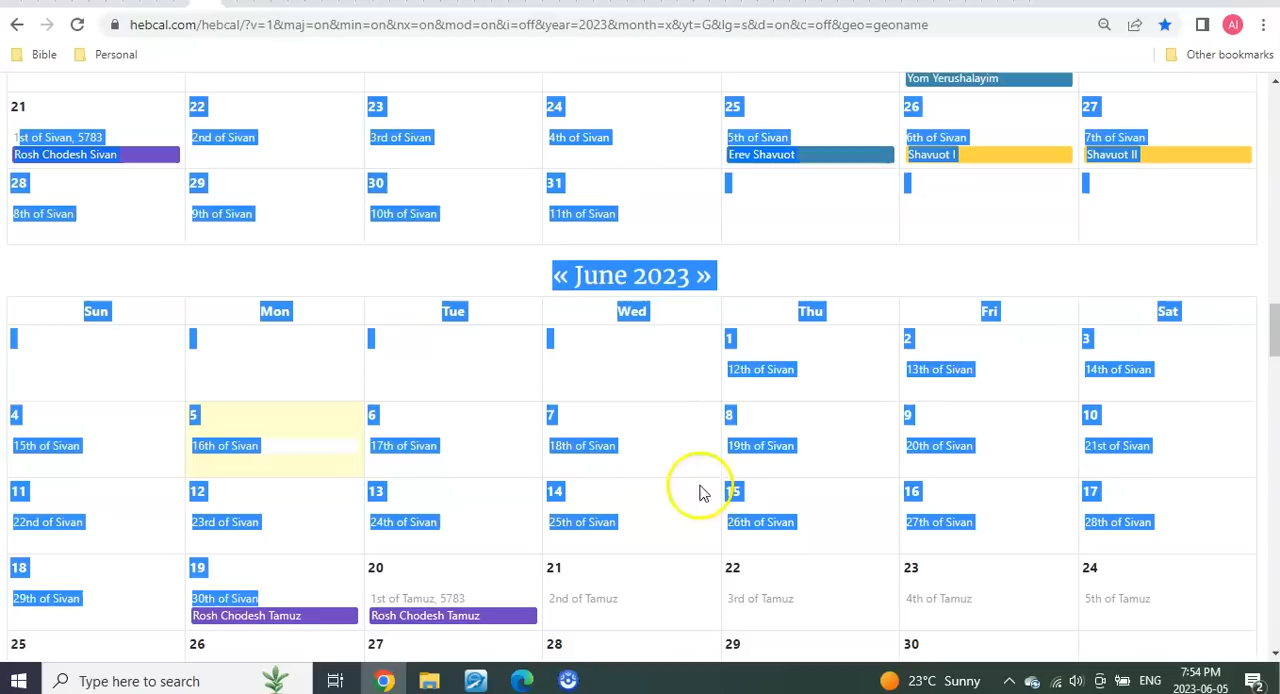 hebcal.com/hebcal/?v=1&maj=on&min=on&nx=on&mod=on&i=off&year=2023&month=x&yt=G&lg=s&d=on&c=off&geo=geoname
AI
Bible Personal Other bookmarks
Yom Yerushalayim
21 22 23 24 25 26 27
1st of Sivan, 5783 2nd of Sivan 3rd of Sivan 4th of Sivan 5th of Sivan 6th of Sivan 7th of Sivan
Rosh Chodesh Sivan Erev Shavuot Shavuot I Shavuot II
28 29 30 31
8th of Sivan 9th of Sivan 10th of Sivan 11th of Sivan
« June 2023 »
Sun Mon Tue Wed Thu Fri Sat
1 2 3
12th of Sivan 13th of Sivan 14th of Sivan
4 5 6 7 8 9 10
15th of Sivan 16th of Sivan 17th of Sivan 18th of Sivan 19th of Sivan 20th of Sivan 21st of Sivan
11 12 13 14 15 16 17
22nd of Sivan 23rd of Sivan 24th of Sivan 25th of Sivan 26th of Sivan 27th of Sivan 28th of Sivan
18 19 20 21 22 23 24
29th of Sivan 30th of Sivan 1st of Tamuz, 5783 2nd of Tamuz 3rd of Tamuz 4th of Tamuz 5th of Tamuz
Rosh Chodesh Tamuz Rosh Chodesh Tamuz
25 26 27 28 29 30
Type here to search 23°C Sunny ENG 7:54 PM
2023-06-05 2